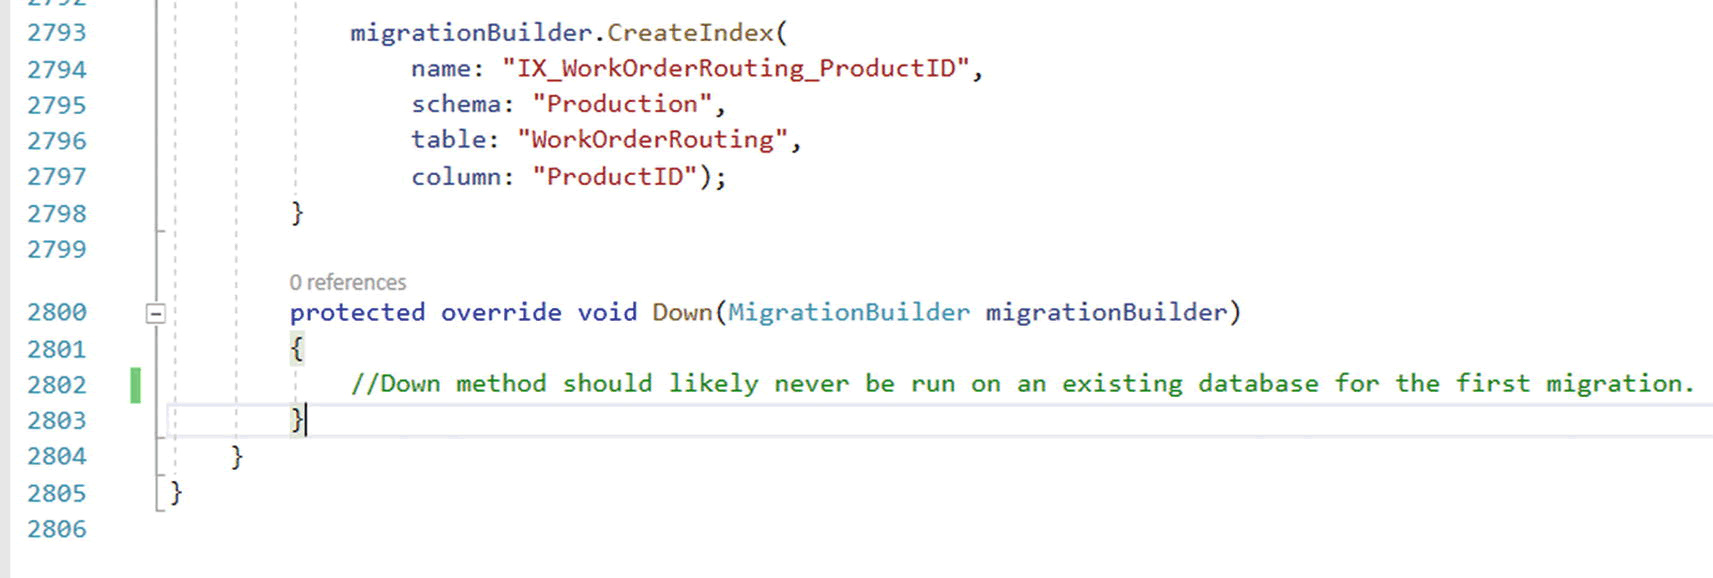 2792
2793 migrationBuilder.CreateIndex(
2794 name: "IX_WorkOrderRouting_ProductID",
2795 schema: "Production",
2796 table: "WorkOrderRouting",
2797 column: "ProductID");
2798 }
2799
0 references
2800 protected override void Down(MigrationBuilder migrationBuilder)
2801 {
2802 //Down method should likely never be run on an existing database for the first migration.
2803 }
2804 }
2805 }
2806